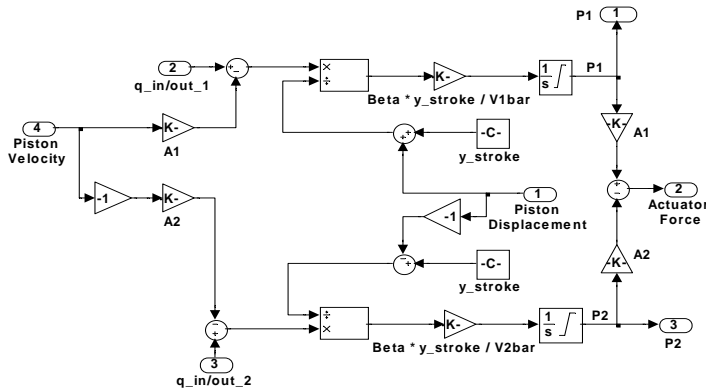 P1
1
2
q_in/out_1
+
-
×
÷
K-
Beta * y_stroke / V1bar
1
s
P1
4
Piston
Velocity
K-
A1
-K-
A1
+
+
-C-
y_stroke
-1
K-
A2
1
Piston
Displacement
-1
+
-
2
Actuator
Force
-
+
-C-
y_stroke
-K-
A2
-
+
÷
×
K-
Beta * y_stroke / V2bar
1
s
P2
3
P2
3
q_in/out_2